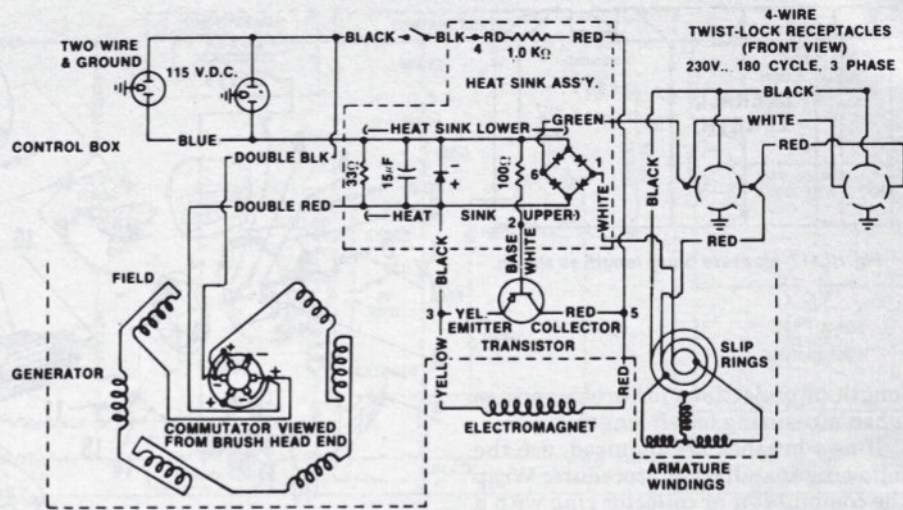 4-WIRE
TWIST-LOCK RECEPTACLES
(FRONT VIEW)
230V.. 180 CYCLE, 3 PHASE
TWO WIRE
& GROUND
115 V.D.C.
BLACK
BLK
4
RD
1.0 KΩ
RED
HEAT SINK ASS'Y.
BLACK
GREEN
WHITE
RED
BLUE
CONTROL BOX
HEAT SINK LOWER
DOUBLE BLK
33Ω
15μF
100Ω
6
1
WHITE
BLACK
DOUBLE RED
HEAT SINK UPPER
2
RED
BLACK
BASE
WHITE
FIELD
3
YEL.
EMITTER
RED
COLLECTOR
5
TRANSISTOR
SLIP
RINGS
GENERATOR
YELLOW
RED
COMMUTATOR VIEWED
FROM BRUSH HEAD END
ELECTROMAGNET
ARMATURE
WINDINGS